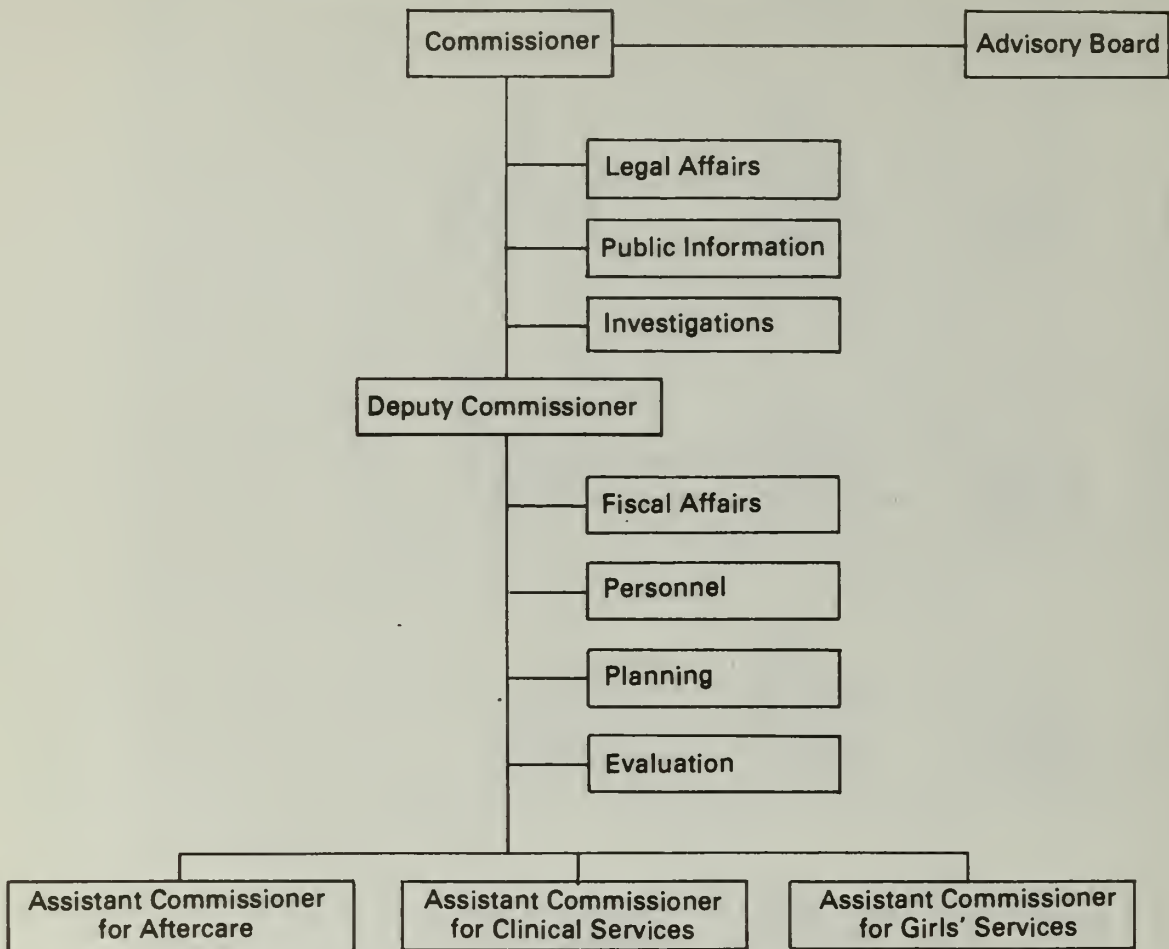 Commissioner
Advisory Board
Legal Affairs
Public Information
Investigations
Deputy Commissioner
Fiscal Affairs
Personnel
Planning
Evaluation
Assistant Commissioner
for Aftercare
Assistant Commissioner
for Clinical Services
Assistant Commissioner
for Girls' Services